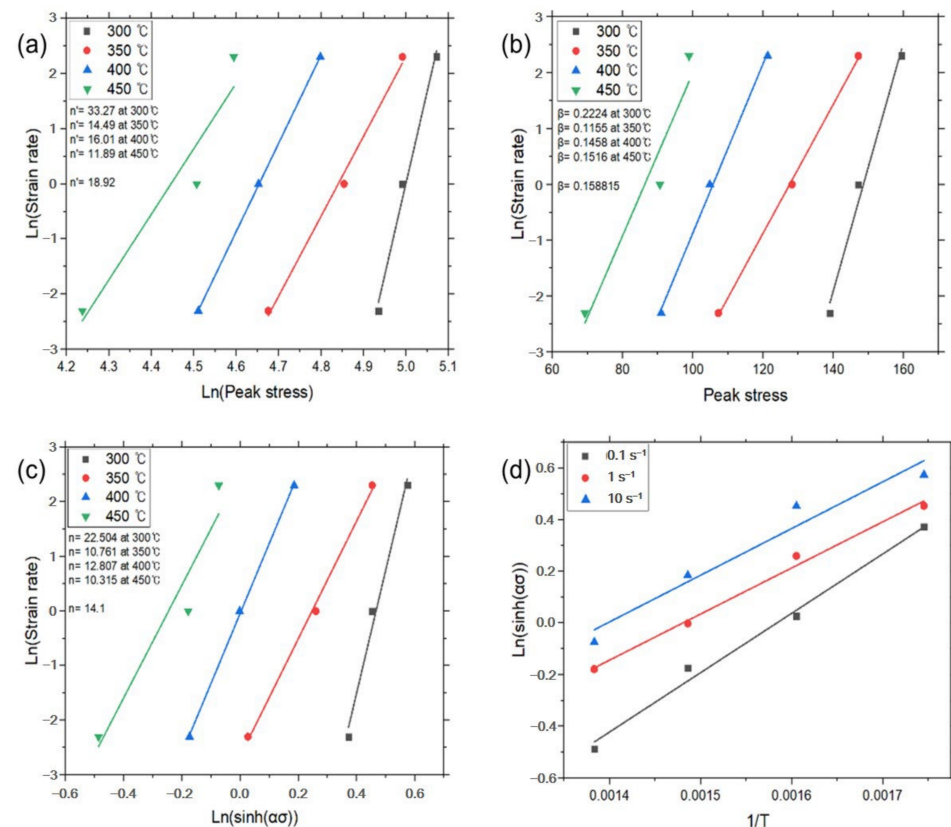 (a)
300 ℃
350 ℃
400 ℃
450 ℃
n'= 33.27 at 300℃
n'= 14.49 at 350℃
n'= 16.01 at 400℃
n'= 11.89 at 450℃
n'= 18.92
Ln(Strain rate)
3
2
1
0
−1
−2
−3
4.2 4.3 4.4 4.5 4.6 4.7 4.8 4.9 5.0 5.1
Ln(Peak stress)
(b)
300 ℃
350 ℃
400 ℃
450 ℃
β= 0.2224 at 300℃
β= 0.1155 at 350℃
β= 0.1458 at 400℃
β= 0.1516 at 450℃
β= 0.158815
Ln(Strain rate)
3
2
1
0
−1
−2
−3
60 80 100 120 140 160
Peak stress
(c)
300 ℃
350 ℃
400 ℃
450 ℃
n= 22.504 at 300℃
n= 10.761 at 350℃
n= 12.807 at 400℃
n= 10.315 at 450℃
n= 14.1
Ln(Strain rate)
3
2
1
0
−1
−2
−3
−0.6 −0.4 −0.2 0.0 0.2 0.4 0.6
Ln(sinh(ασ))
(d)
0.1 s⁻¹
1 s⁻¹
10 s⁻¹
Ln(sinh(ασ))
0.6
0.4
0.2
0.0
−0.2
−0.4
−0.6
0.0014 0.0015 0.0016 0.0017
1/T